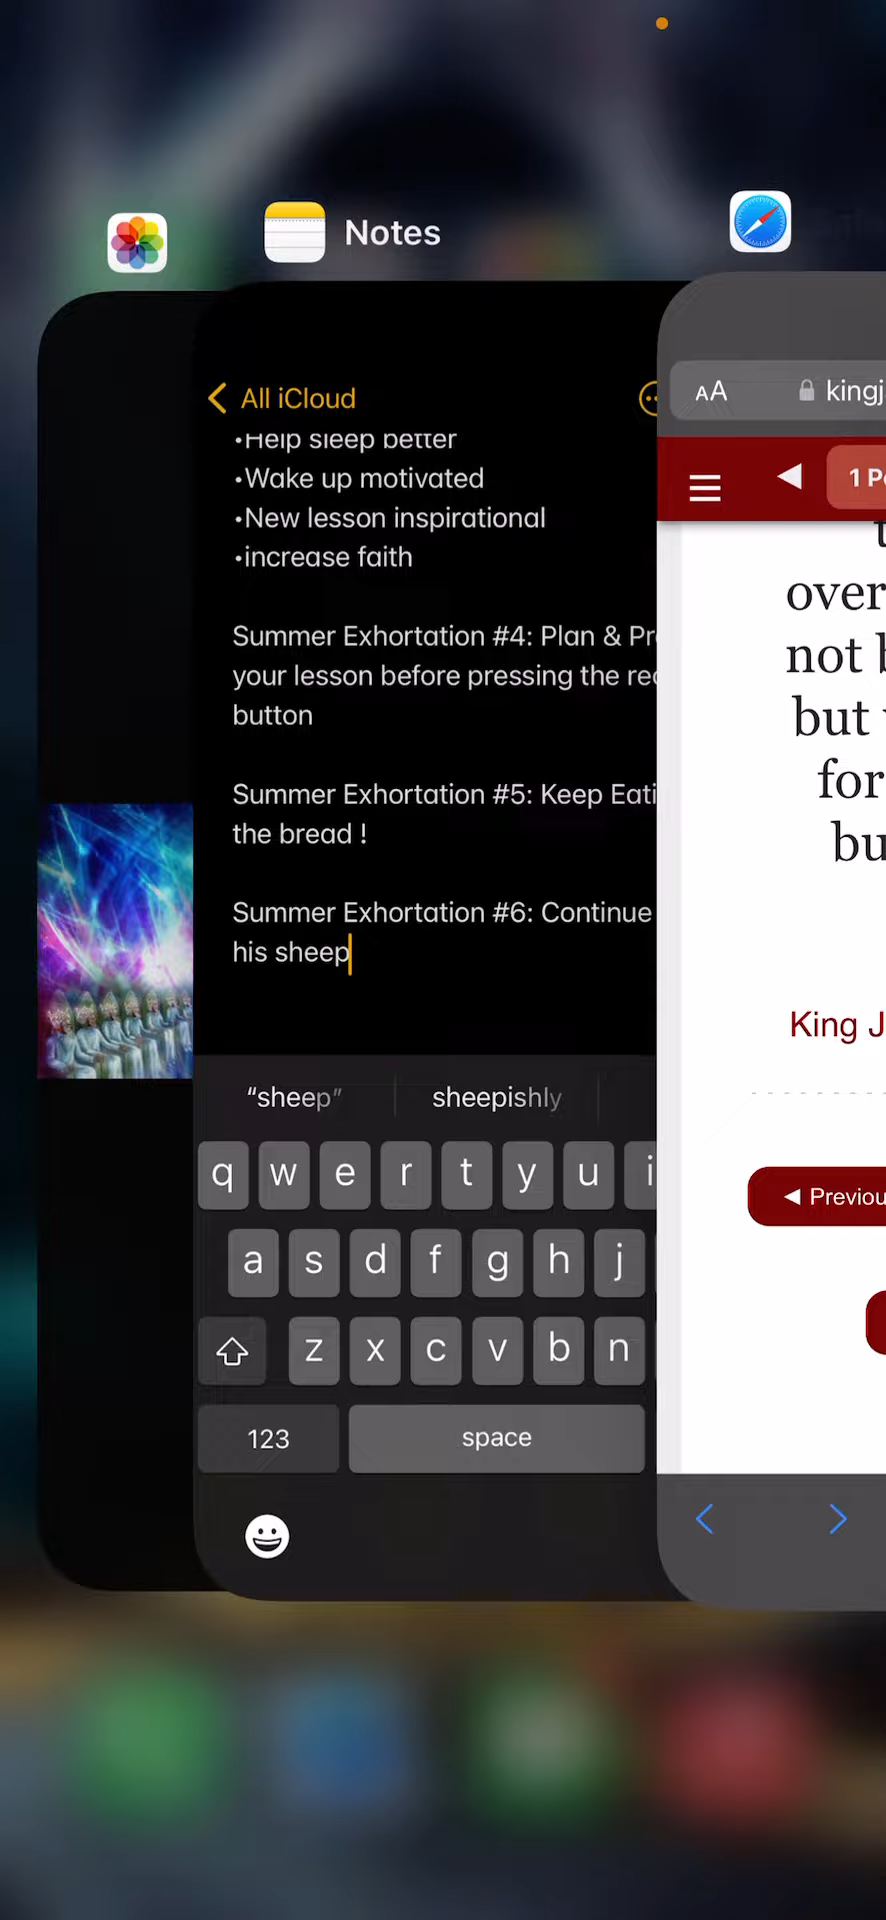 Notes
All iCloud
•Help sleep better
•Wake up motivated
•New lesson inspirational
•increase faith
Summer Exhortation #4: Plan & Pr
your lesson before pressing the rec
button
Summer Exhortation #5: Keep Eati
the bread !
Summer Exhortation #6: Continue
his sheep
“sheep” sheepishly
q w e r t y u i
a s d f g h j
z x c v b n
123 space
AA kingj
1 Pe
t
over
not b
but
for
bu
King J
◀ Previou